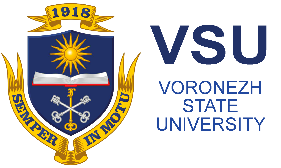 1918
SEMPER IN MOTU
VSU
VORONEZH
STATE
UNIVERSITY